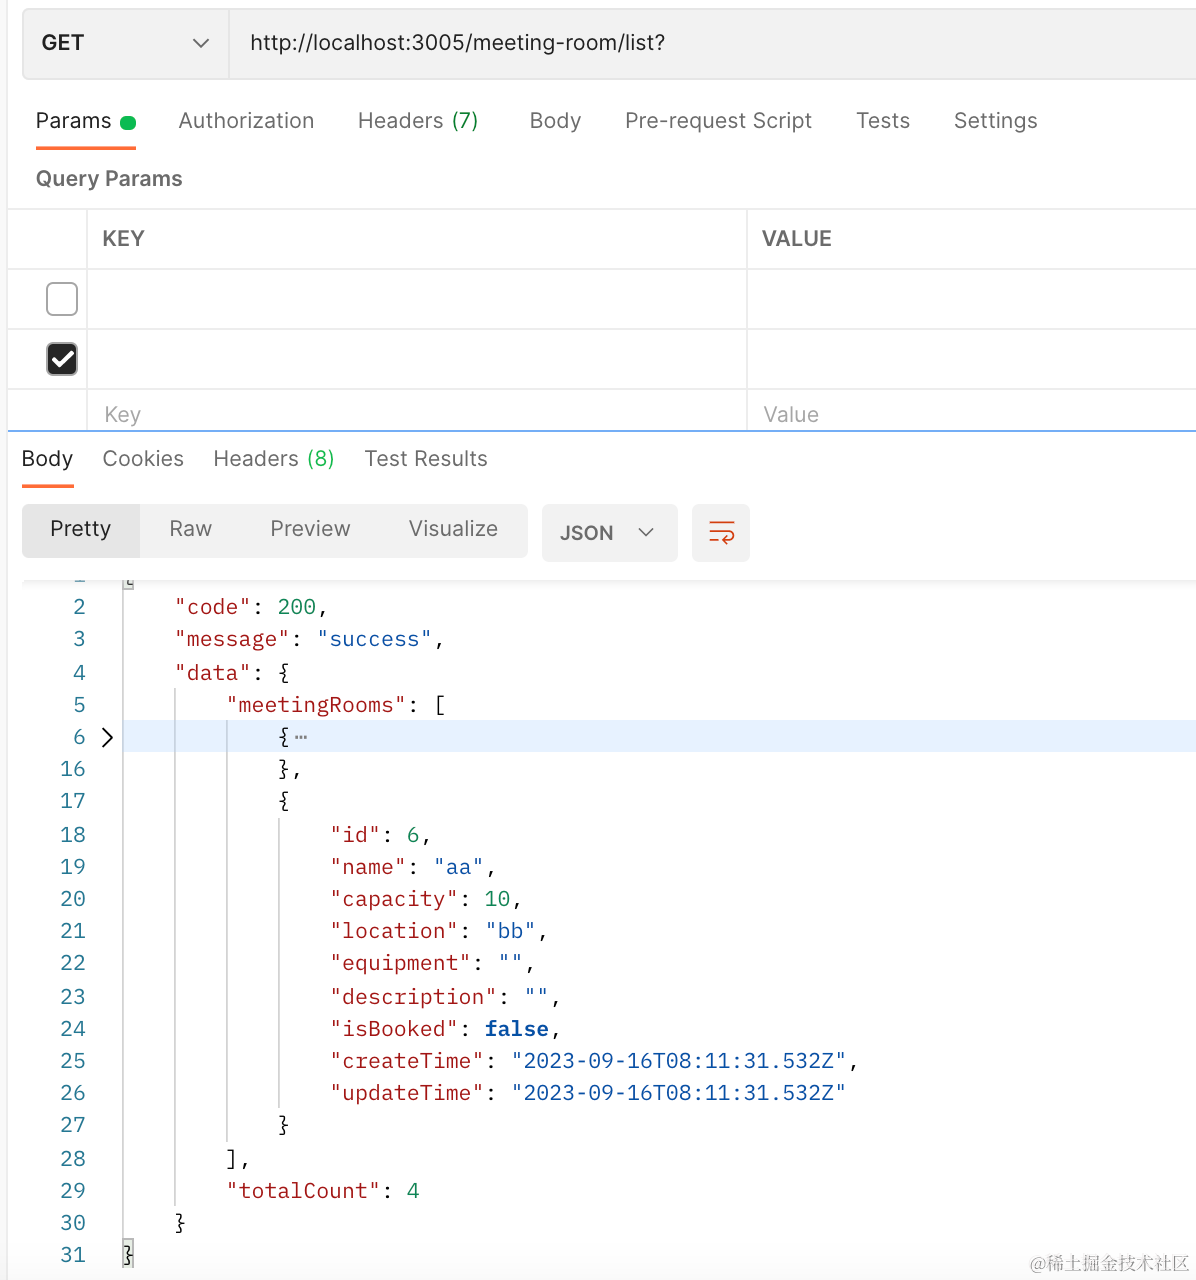 GET http://localhost:3005/meeting-room/list?
Params Authorization Headers (7) Body Pre-request Script Tests Settings
Query Params
KEY VALUE
Key Value
Body Cookies Headers (8) Test Results
Pretty Raw Preview Visualize JSON
2 "code": 200,
3 "message": "success",
4 "data": {
5 "meetingRooms": [
6 { ⋯
16 },
17 {
18 "id": 6,
19 "name": "aa",
20 "capacity": 10,
21 "location": "bb",
22 "equipment": "",
23 "description": "",
24 "isBooked": false,
25 "createTime": "2023-09-16T08:11:31.532Z",
26 "updateTime": "2023-09-16T08:11:31.532Z"
27 }
28 ],
29 "totalCount": 4
30 }
31 }
@稀土掘金技术社区